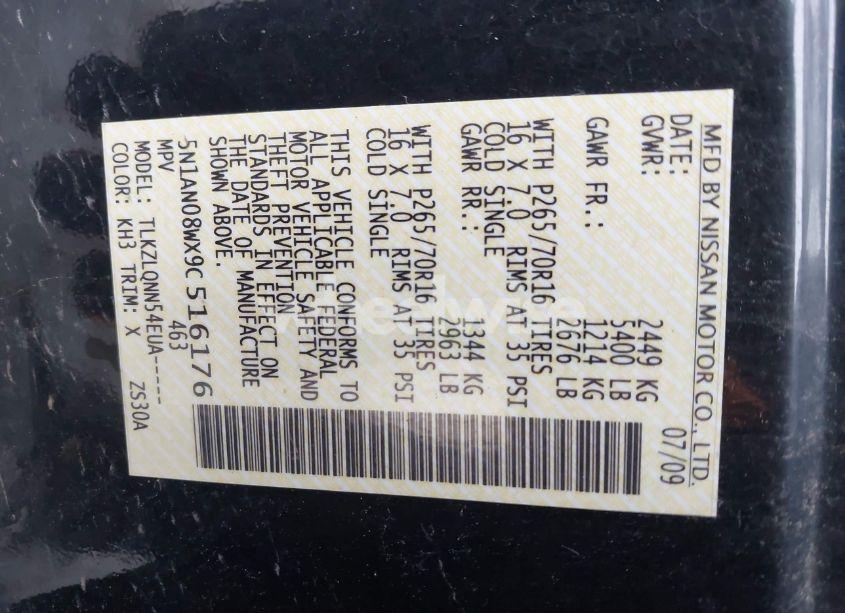 MFD BY NISSAN MOTOR CO., LTD.
DATE: 07/09
GVWR: 2449 KG
5400 LB
GAWR FR.: 1214 KG
2676 LB
WITH P265/70R16 TIRES
16 X 7.0 RIMS AT 35 PSI
COLD SINGLE
GAWR RR.: 1344 KG
2963 LB
WITH P265/70R16 TIRES
16 X 7.0 RIMS AT 35 PSI
COLD SINGLE
THIS VEHICLE CONFORMS TO
ALL APPLICABLE FEDERAL
MOTOR VEHICLE SAFETY AND
THEFT PREVENTION
STANDARDS IN EFFECT ON
THE DATE OF MANUFACTURE
SHOWN ABOVE.
5N1AN08WX9C516176
MPV 463
MODEL: TLKZLQNN54EUA-----
COLOR: KH3 TRIM: X ZS30A